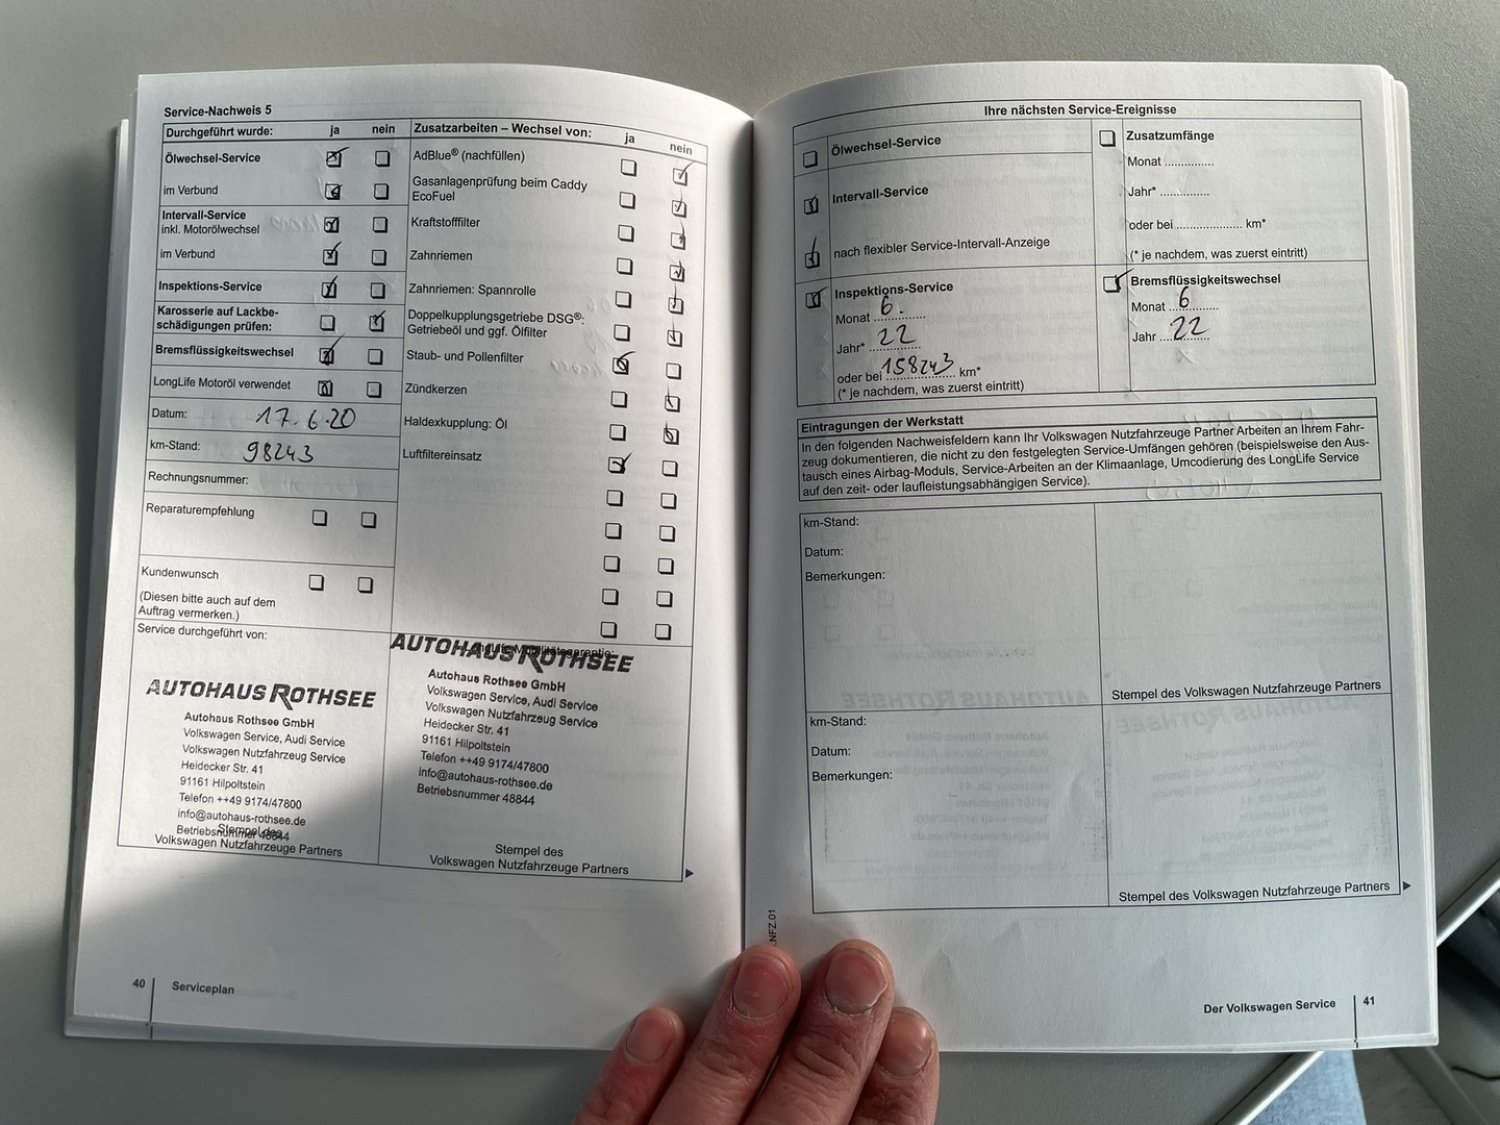 Service-Nachweis 5
Durchgeführt wurde: ja nein
Ölwechsel-Service
im Verbund
Intervall-Service
inkl. Motorölwechsel
im Verbund
Inspektions-Service
Karosserie auf Lackbe-
schädigungen prüfen:
Bremsflüssigkeitswechsel
LongLife Motoröl verwendet
Datum: 17.6.20
km-Stand: 98243
Rechnungsnummer:
Reparaturempfehlung
Kundenwunsch
(Diesen bitte auch auf dem
Auftrag vermerken.)
Service durchgeführt von:
AUTOHAUS ROTHSEE
Autohaus Rothsee GmbH
Volkswagen Service, Audi Service
Volkswagen Nutzfahrzeug Service
Heidecker Str. 41
91161 Hilpoltstein
Telefon ++49 9174/47800
info@autohaus-rothsee.de
Betriebsnummer 48844
Stempel des
Volkswagen Nutzfahrzeuge Partners
Zusatzarbeiten – Wechsel von: ja nein
AdBlue® (nachfüllen)
Gasanlagenprüfung beim Caddy
EcoFuel
Kraftstofffilter
Zahnriemen
Zahnriemen: Spannrolle
Doppelkupplungsgetriebe DSG®:
Getriebeöl und ggf. Ölfilter
Staub- und Pollenfilter
Zündkerzen
Haldexkupplung: Öl
Luftfiltereinsatz
LongLife Mobilitätsgarantie:
AUTOHAUS ROTHSEE
Autohaus Rothsee GmbH
Volkswagen Service, Audi Service
Volkswagen Nutzfahrzeug Service
Heidecker Str. 41
91161 Hilpoltstein
Telefon ++49 9174/47800
info@autohaus-rothsee.de
Betriebsnummer 48844
Stempel des
Volkswagen Nutzfahrzeuge Partners
40 Serviceplan
Ihre nächsten Service-Ereignisse
Ölwechsel-Service
Intervall-Service
nach flexibler Service-Intervall-Anzeige
Inspektions-Service
Monat 6.
Jahr* 22
oder bei 158243 km*
(* je nachdem, was zuerst eintritt)
Zusatzumfänge
Monat ...............
Jahr* ...............
oder bei .................... km*
(* je nachdem, was zuerst eintritt)
Bremsflüssigkeitswechsel
Monat 6
Jahr 22
Eintragungen der Werkstatt
In den folgenden Nachweisfeldern kann Ihr Volkswagen Nutzfahrzeuge Partner Arbeiten an Ihrem Fahr-
zeug dokumentieren, die nicht zu den festgelegten Service-Umfängen gehören (beispielsweise den Aus-
tausch eines Airbag-Moduls, Service-Arbeiten an der Klimaanlage, Umcodierung des LongLife Service
auf den zeit- oder laufleistungsabhängigen Service).
km-Stand:
Datum:
Bemerkungen:
Stempel des Volkswagen Nutzfahrzeuge Partners
km-Stand:
Datum:
Bemerkungen:
Stempel des Volkswagen Nutzfahrzeuge Partners
.NFZ.01
Der Volkswagen Service 41